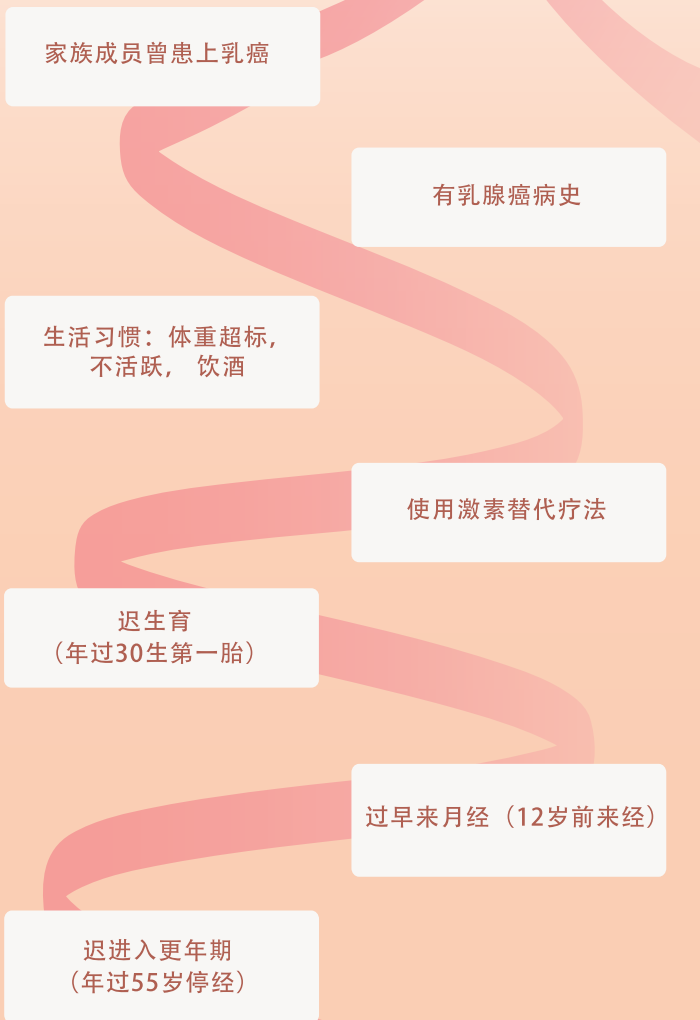 家族成员曾患上乳癌
有乳腺癌病史
生活习惯：体重超标，
不活跃， 饮酒
使用激素替代疗法
迟生育
（年过30生第一胎）
过早来月经（12岁前来经）
迟进入更年期
（年过55岁停经）